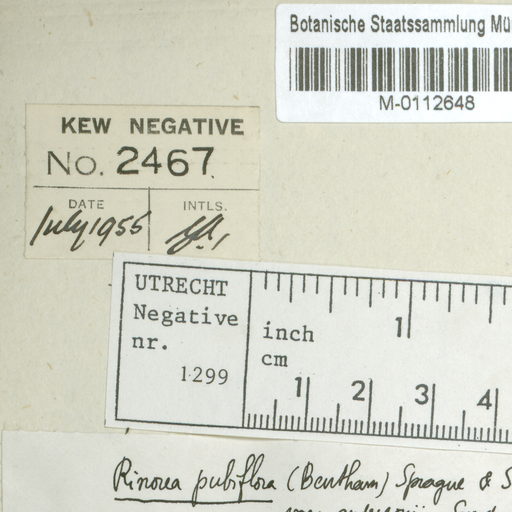 Botanische Staatssammlung Mü
M-0112648
KEW NEGATIVE
No. 2467.
DATE INTLS.
July 1955
UTRECHT
Negative
nr.
1299
inch 1
cm
1 2 3 4
Rinorea pubiflora (Bentham) Sprague & S